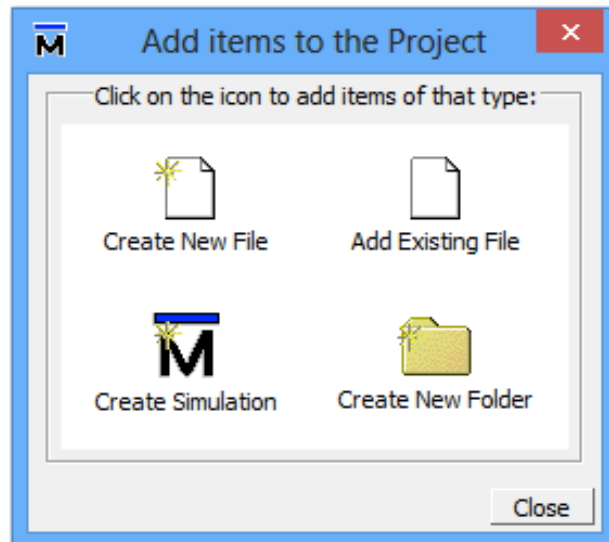 Add items to the Project
Click on the icon to add items of that type:
Create New File
Add Existing File
Create Simulation
Create New Folder
Close